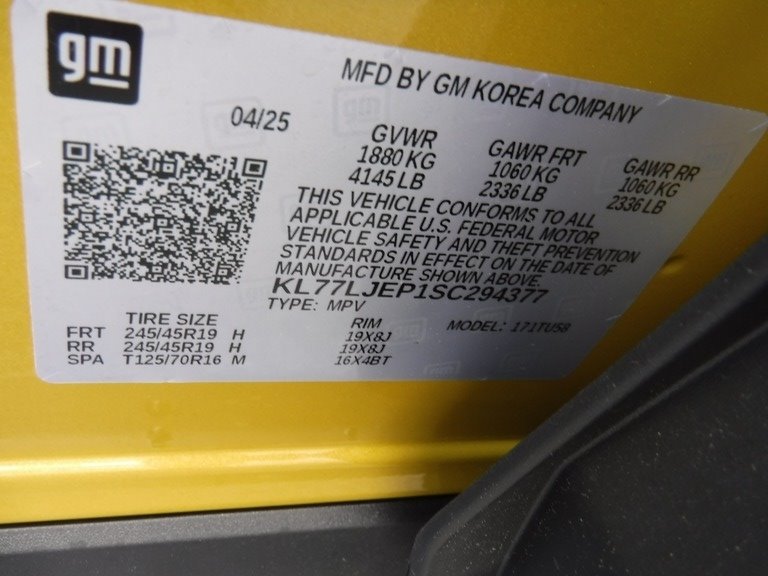 gm
MFD BY GM KOREA COMPANY
04/25
GVWR
1880 KG
4145 LB
GAWR FRT
1060 KG
2336 LB
GAWR RR
1060 KG
2336 LB
THIS VEHICLE CONFORMS TO ALL
APPLICABLE U.S. FEDERAL MOTOR
VEHICLE SAFETY AND THEFT PREVENTION
STANDARDS IN EFFECT ON THE DATE OF
MANUFACTURE SHOWN ABOVE.
KL77LJEP1SC294377
TYPE: MPV
MODEL: 171TU58
TIRE SIZE
RIM
FRT 245/45R19 H 19X8J
RR 245/45R19 H 19X8J
SPA T125/70R16 M 16X4BT